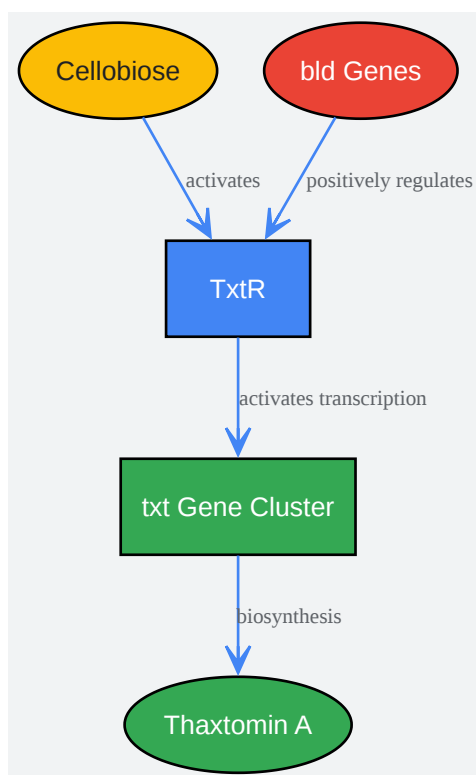 Cellobiose
bld Genes
activates
positively regulates
TxtR
activates transcription
txt Gene Cluster
biosynthesis
Thaxtomin A